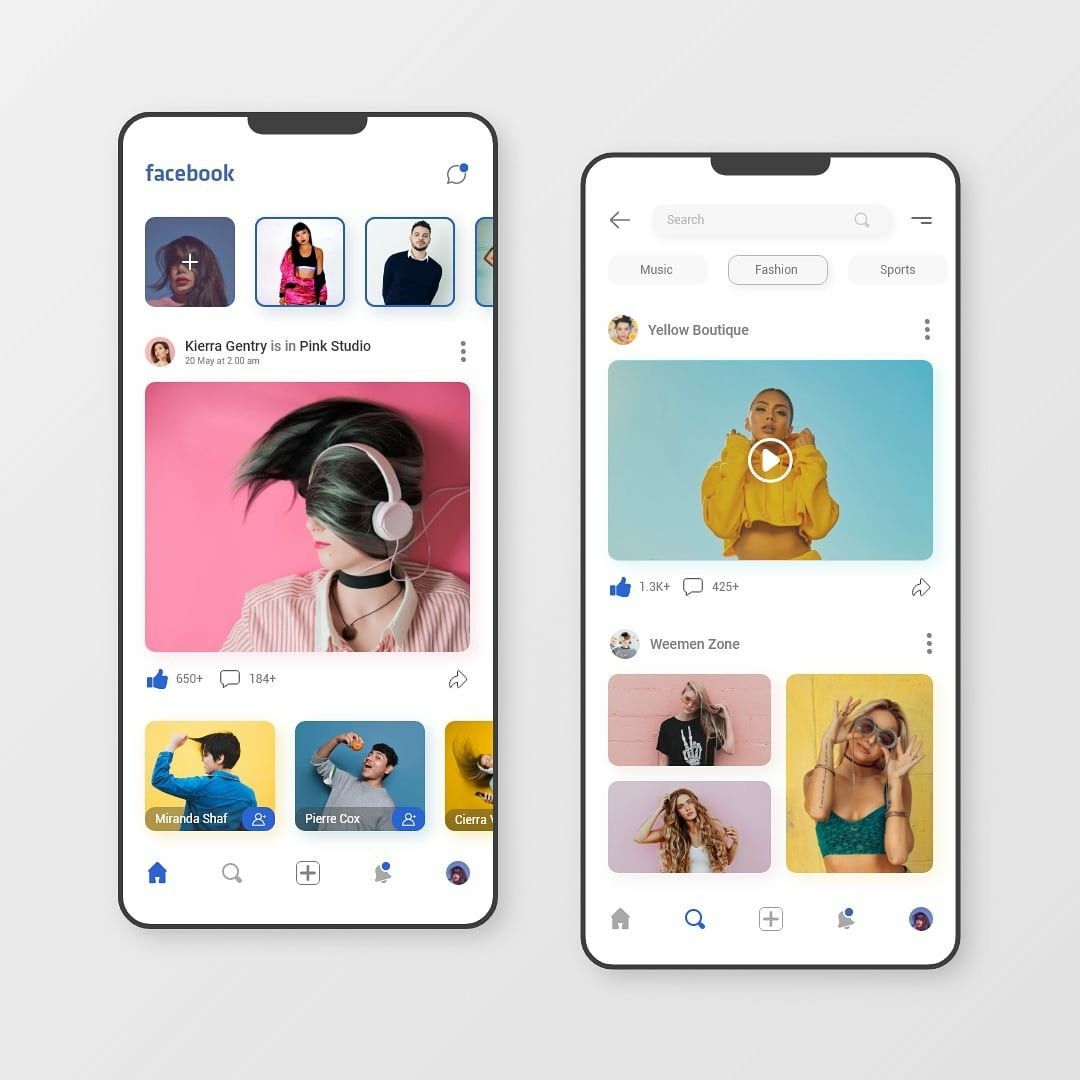 facebook
Kierra Gentry is in Pink Studio
20 May at 2.00 am
650+
184+
Miranda Shaf
Pierre Cox
Cierra
Search
Music
Fashion
Sports
Yellow Boutique
1.3K+
425+
Weemen Zone